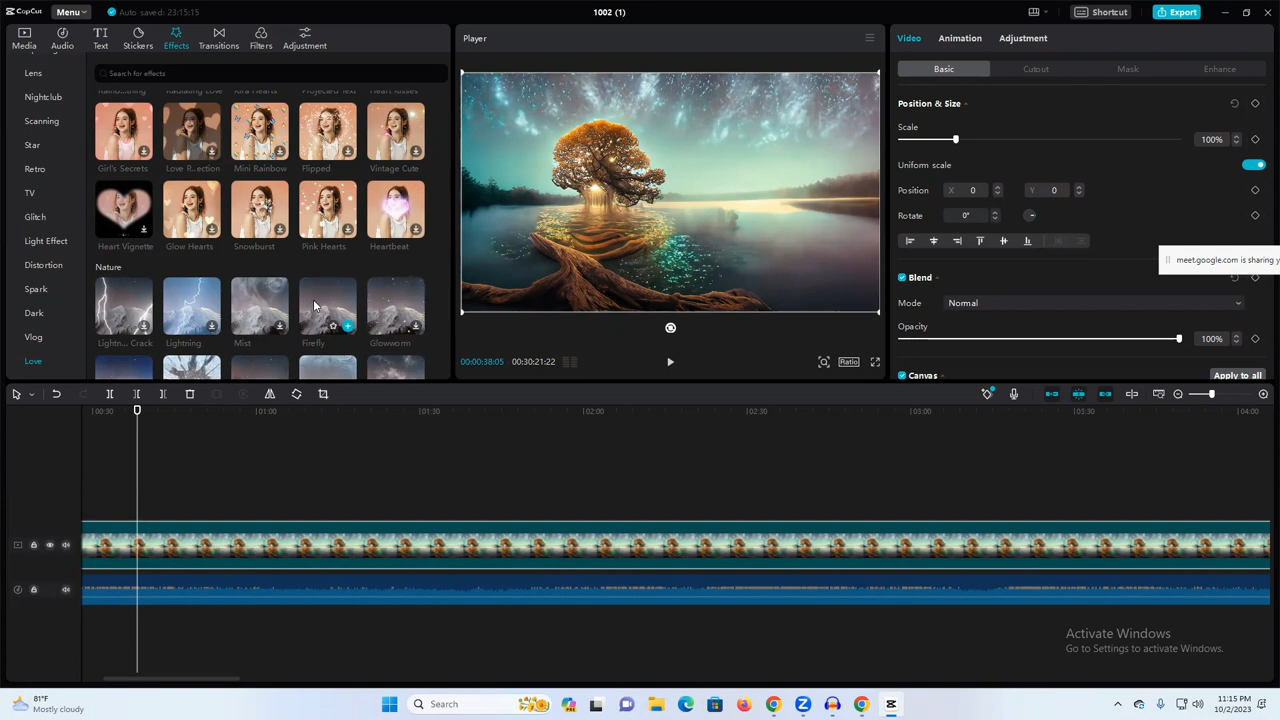 CapCut
Menu
Auto saved: 23:15:15
1002 (1)
Shortcut
Export
Media
Audio
Text
Stickers
Effects
Transitions
Filters
Adjustment
Lens
Nightclub
Scanning
Star
Retro
TV
Glitch
Light Effect
Distortion
Spark
Dark
Vlog
Love
Search for effects
Girl's Secrets
Love R...ection
Mini Rainbow
Flipped
Vintage Cute
Heart Vignette
Glow Hearts
Snowburst
Pink Hearts
Heartbeat
Nature
Lightn... Crack
Lightning
Mist
Firefly
Glowworm
Player
00:00:38:05
00:30:21:22
Ratio
Video
Animation
Adjustment
Basic
Cutout
Mask
Enhance
Position & Size
Scale
100%
Uniform scale
Position
X 0
Y 0
Rotate
0°
meet.google.com is sharing y
Blend
Mode
Normal
Opacity
100%
Canvas
Apply to all
00:30
01:00
01:30
02:00
02:30
03:00
03:30
04:00
Activate Windows
Go to Settings to activate Windows.
81°F
Mostly cloudy
Search
11:15 PM
10/2/2023